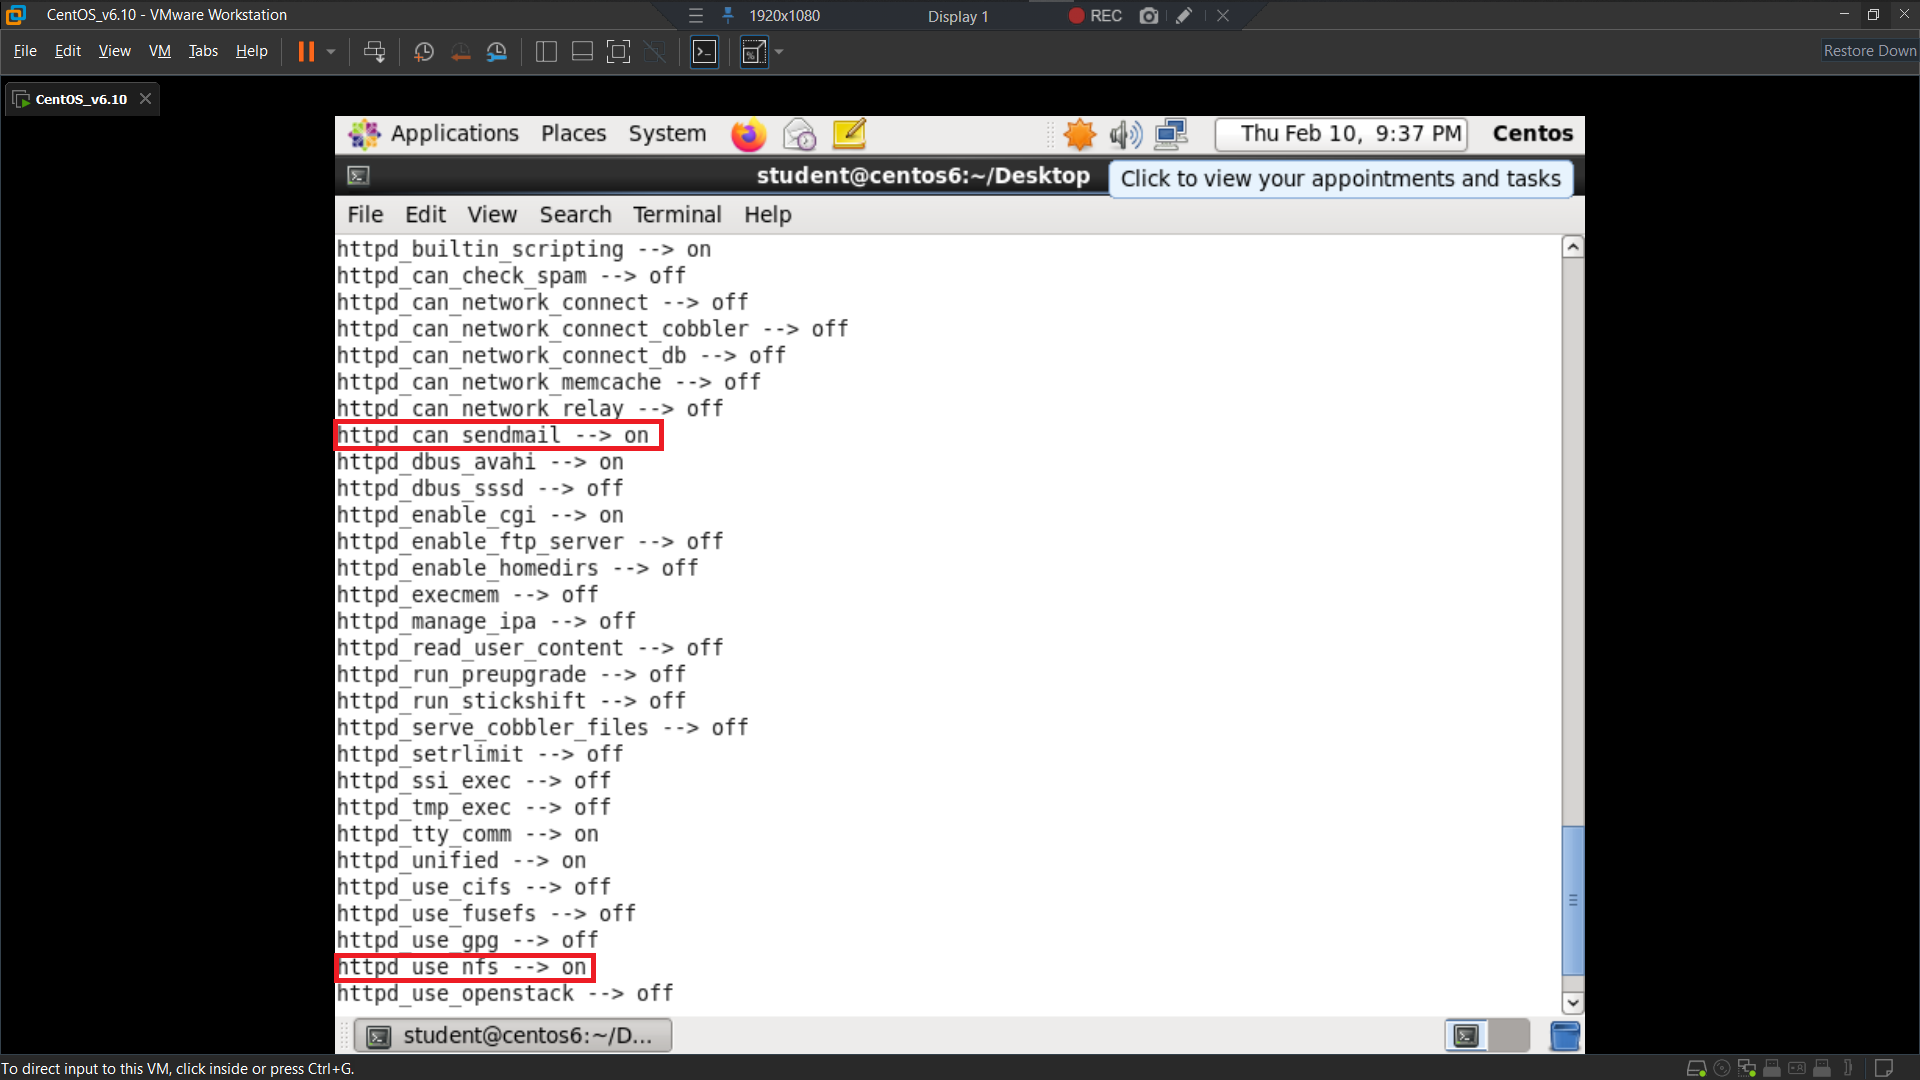 CentOS_v6.10 - VMware Workstation
1920x1080
Display 1
REC
File Edit View VM Tabs Help
Restore Down
CentOS_v6.10
Applications Places System
Thu Feb 10, 9:37 PM
Centos
student@centos6:~/Desktop
Click to view your appointments and tasks
File Edit View Search Terminal Help
httpd_builtin_scripting --> on
httpd_can_check_spam --> off
httpd_can_network_connect --> off
httpd_can_network_connect_cobbler --> off
httpd_can_network_connect_db --> off
httpd_can_network_memcache --> off
httpd_can_network_relay --> off
httpd_can_sendmail --> on
httpd_dbus_avahi --> on
httpd_dbus_sssd --> off
httpd_enable_cgi --> on
httpd_enable_ftp_server --> off
httpd_enable_homedirs --> off
httpd_execmem --> off
httpd_manage_ipa --> off
httpd_read_user_content --> off
httpd_run_preupgrade --> off
httpd_run_stickshift --> off
httpd_serve_cobbler_files --> off
httpd_setrlimit --> off
httpd_ssi_exec --> off
httpd_tmp_exec --> off
httpd_tty_comm --> on
httpd_unified --> on
httpd_use_cifs --> off
httpd_use_fusefs --> off
httpd_use_gpg --> off
httpd_use_nfs --> on
httpd_use_openstack --> off
student@centos6:~/D...
To direct input to this VM, click inside or press Ctrl+G.